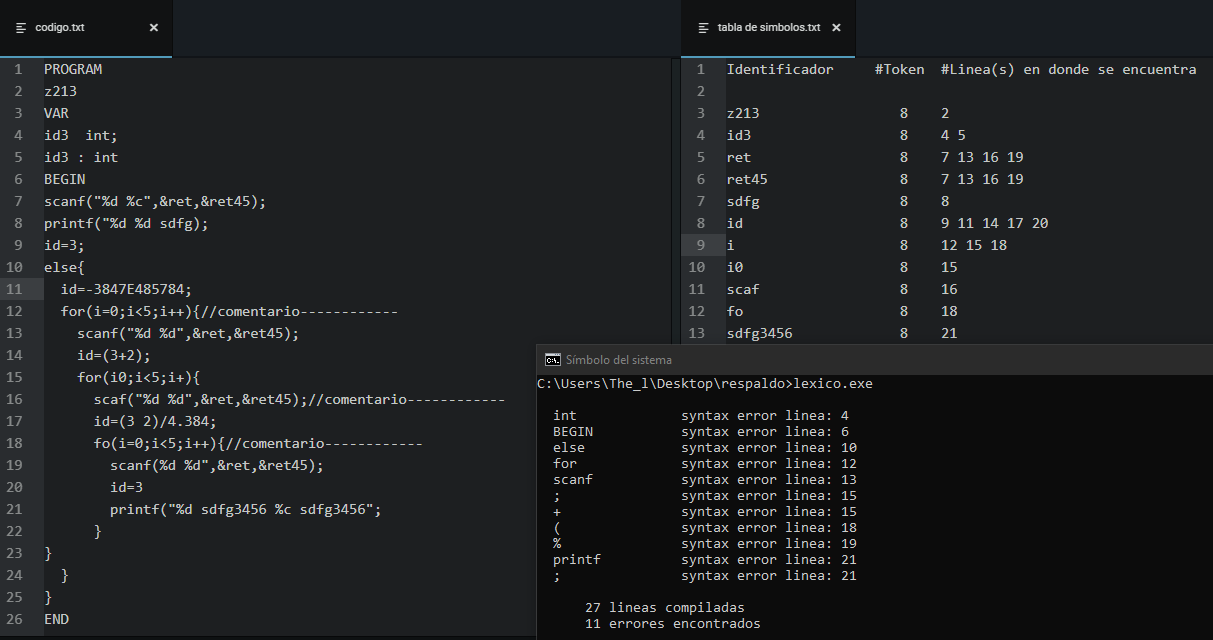 codigo.txt
1 PROGRAM
2 z213
3 VAR
4 id3  int;
5 id3 : int
6 BEGIN
7 scanf("%d %c",&ret,&ret45);
8 printf("%d %d sdfg);
9 id=3;
10 else{
11   id=-3847E485784;
12   for(i=0;i<5;i++){//comentario------------
13     scanf("%d %d",&ret,&ret45);
14     id=(3+2);
15     for(i0;i<5;i+){
16       scaf("%d %d",&ret,&ret45);//comentario------------
17       id=(3 2)/4.384;
18       fo(i=0;i<5;i++){//comentario------------
19         scanf(%d %d",&ret,&ret45);
20         id=3
21         printf("%d sdfg3456 %c sdfg3456";
22       }
23 }
24   }
25 }
26 END
tabla de simbolos.txt
1 Identificador     #Token  #Linea(s) en donde se encuentra
2
3 z213                 8    2
4 id3                  8    4 5
5 ret                  8    7 13 16 19
6 ret45                8    7 13 16 19
7 sdfg                 8    8
8 id                   8    9 11 14 17 20
9 i                    8    12 15 18
10 i0                   8    15
11 scaf                 8    16
12 fo                   8    18
13 sdfg3456             8    21
Símbolo del sistema
C:\Users\The_l\Desktop\respaldo>lexico.exe
int             syntax error linea: 4
BEGIN           syntax error linea: 6
else            syntax error linea: 10
for             syntax error linea: 12
scanf           syntax error linea: 13
;               syntax error linea: 15
+               syntax error linea: 15
(               syntax error linea: 18
%               syntax error linea: 19
printf          syntax error linea: 21
;               syntax error linea: 21
27 lineas compiladas
11 errores encontrados